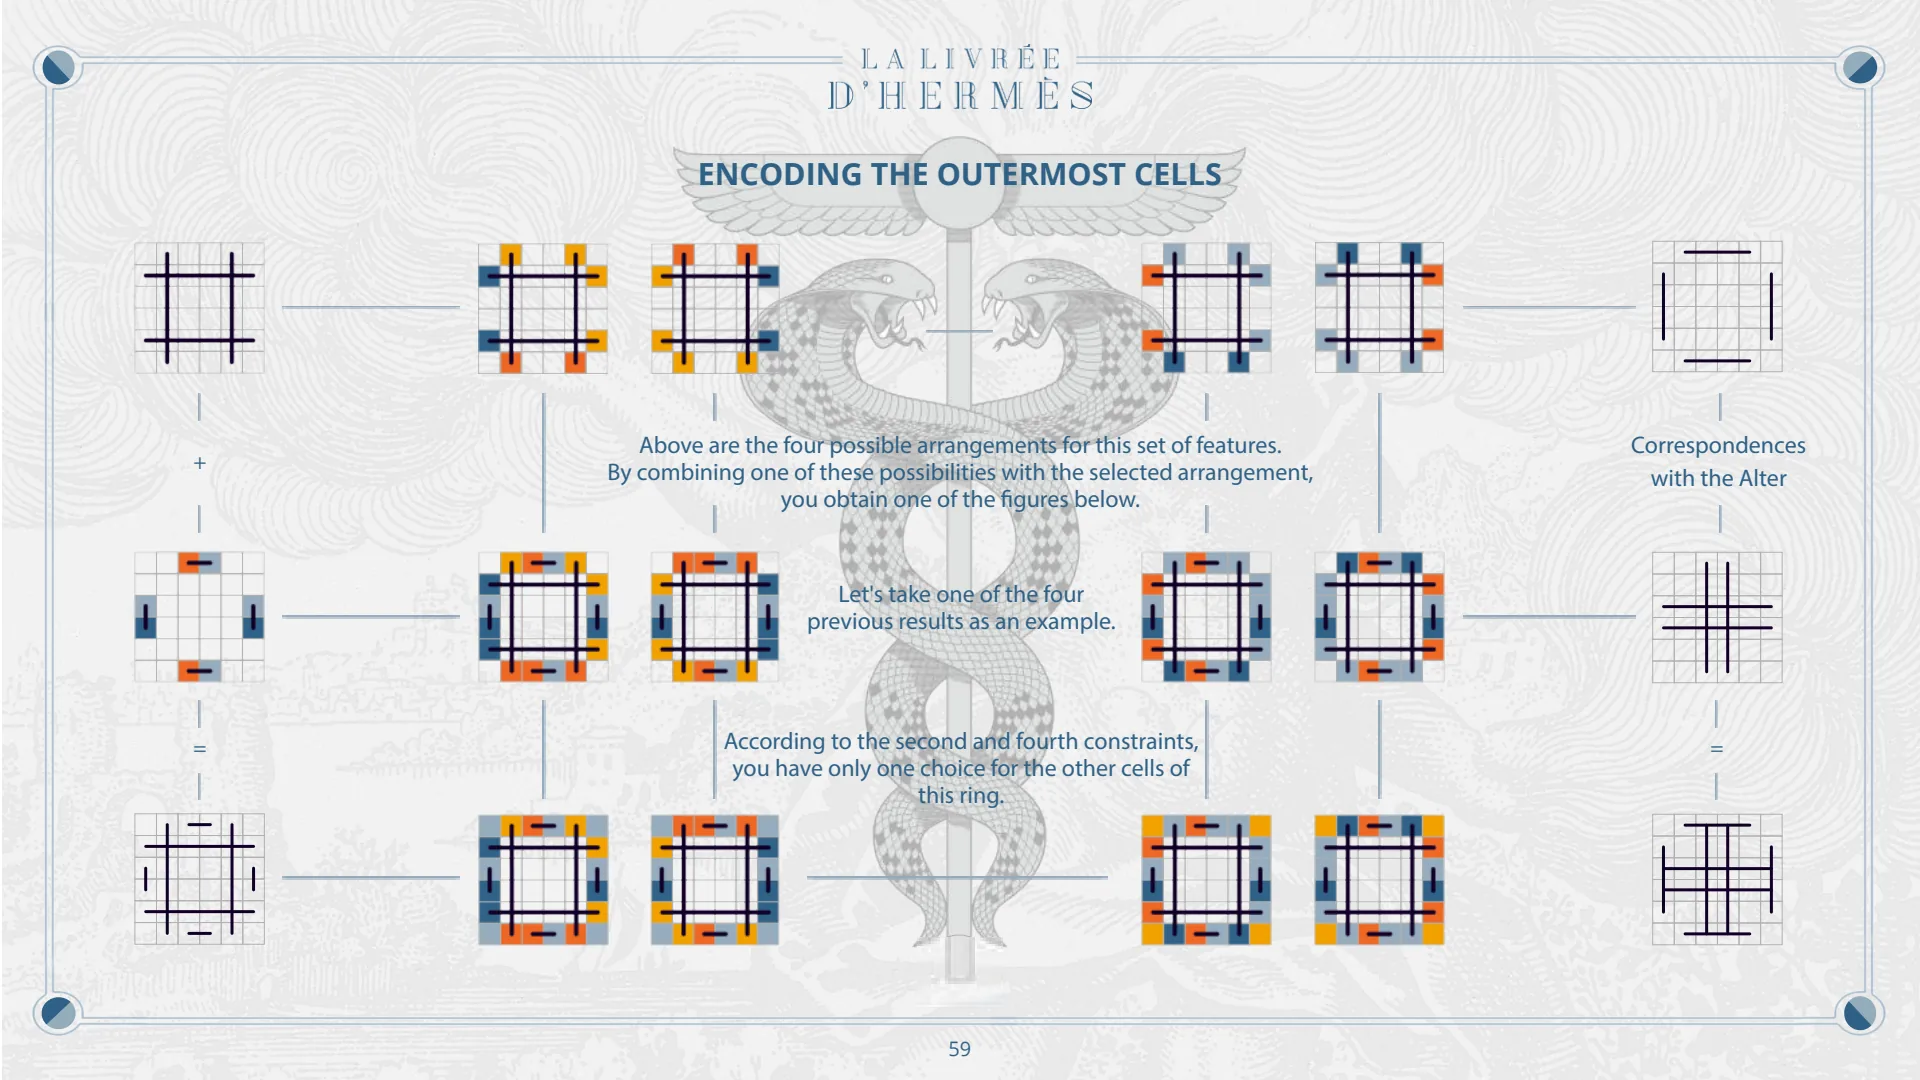 LA LIVRÉE
D'HERMÈS
ENCODING THE OUTERMOST CELLS
+
Above are the four possible arrangements for this set of features.
By combining one of these possibilities with the selected arrangement,
you obtain one of the figures below.
Correspondences
with the Alter
Let's take one of the four
previous results as an example.
=
According to the second and fourth constraints,
you have only one choice for the other cells of
this ring.
=
59